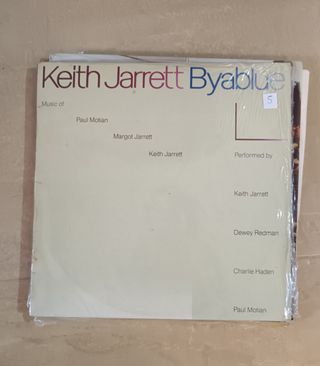 Keith Jarrett Byablue
5
Music of
Paul Motian
Margot Jarrett
Keith Jarrett
Performed by
Keith Jarrett
Dewey Redman
Charlie Haden
Paul Motian